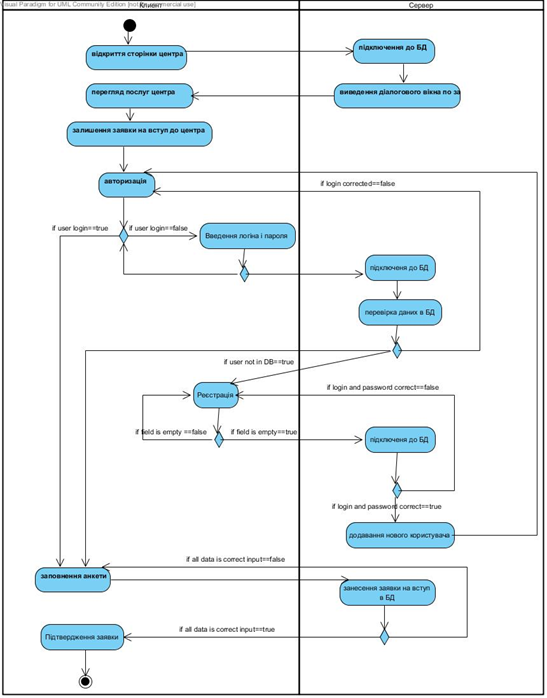 Visual Paradigm for UML Community Edition [not for commercial use]
Клиент
Сервер
відкриття сторінки центра
підключення до БД
перегляд послуг центра
виведення діалогового вікна по за
залишення заявки на вступ до центра
авторизація
if login corrected==false
if user login==true
if user login==false
Введення логіна і пароля
підключеня до БД
перевірка даних в БД
if user not in DB==true
Реєстрація
if login and password correct==false
if field is empty ==false
if field is empty==true
підключеня до БД
if login and password correct==true
додавання нового користувача
if all data is correct input==false
заповнення анкети
занесення заявки на вступ
в БД
if all data is correct input==true
Підтвердження заявки